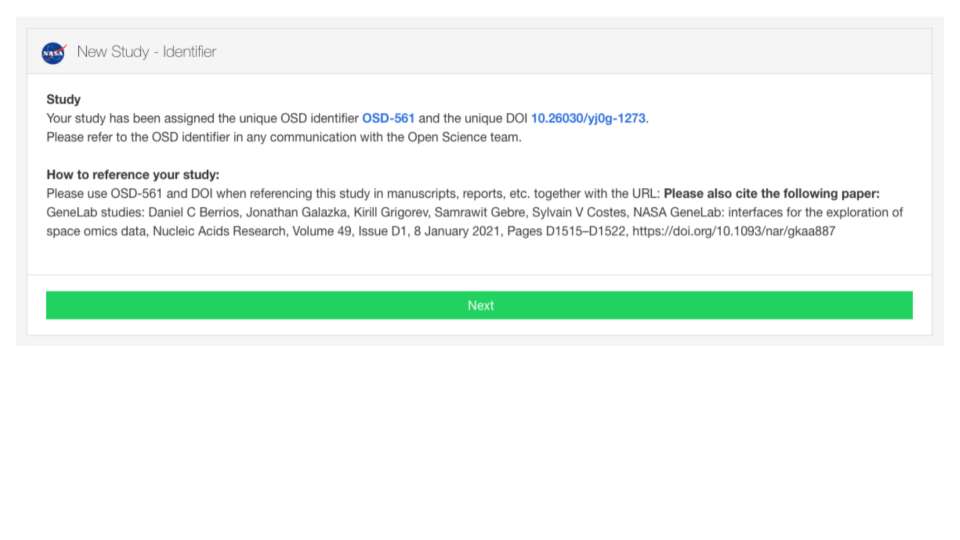 NASA
New Study - Identifier
Study
Your study has been assigned the unique OSD identifier OSD-561 and the unique DOI 10.26030/yj0g-1273.
Please refer to the OSD identifier in any communication with the Open Science team.
How to reference your study:
Please use OSD-561 and DOI when referencing this study in manuscripts, reports, etc. together with the URL: Please also cite the following paper:
GeneLab studies: Daniel C Berrios, Jonathan Galazka, Kirill Grigorev, Samrawit Gebre, Sylvain V Costes, NASA GeneLab: interfaces for the exploration of
space omics data, Nucleic Acids Research, Volume 49, Issue D1, 8 January 2021, Pages D1515–D1522, https://doi.org/10.1093/nar/gkaa887
Next